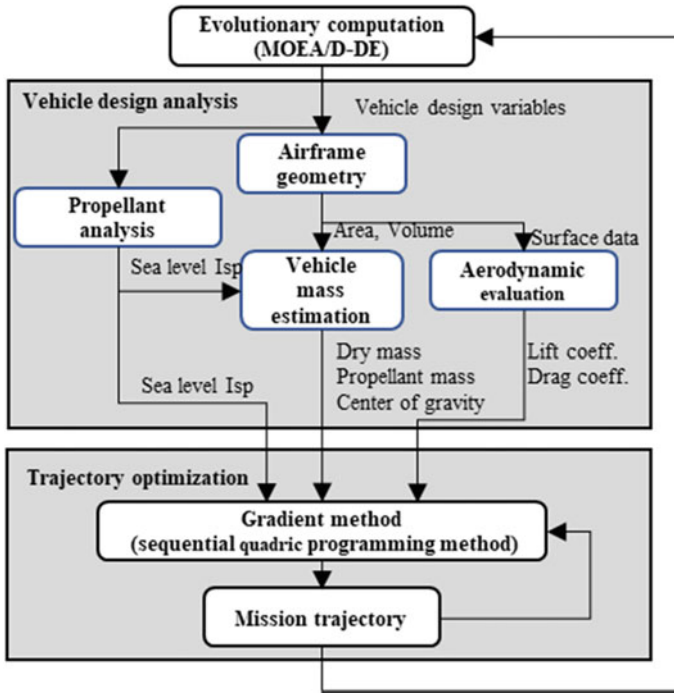 Evolutionary computation
(MOEA/D-DE)
Vehicle design analysis
Vehicle design variables
Airframe
geometry
Propellant
analysis
Area, Volume
Surface data
Sea level Isp
Vehicle
mass
estimation
Aerodynamic
evaluation
Dry mass
Propellant mass
Center of gravity
Lift coeff.
Drag coeff.
Sea level Isp
Trajectory optimization
Gradient method
(sequential quadric programming method)
Mission trajectory